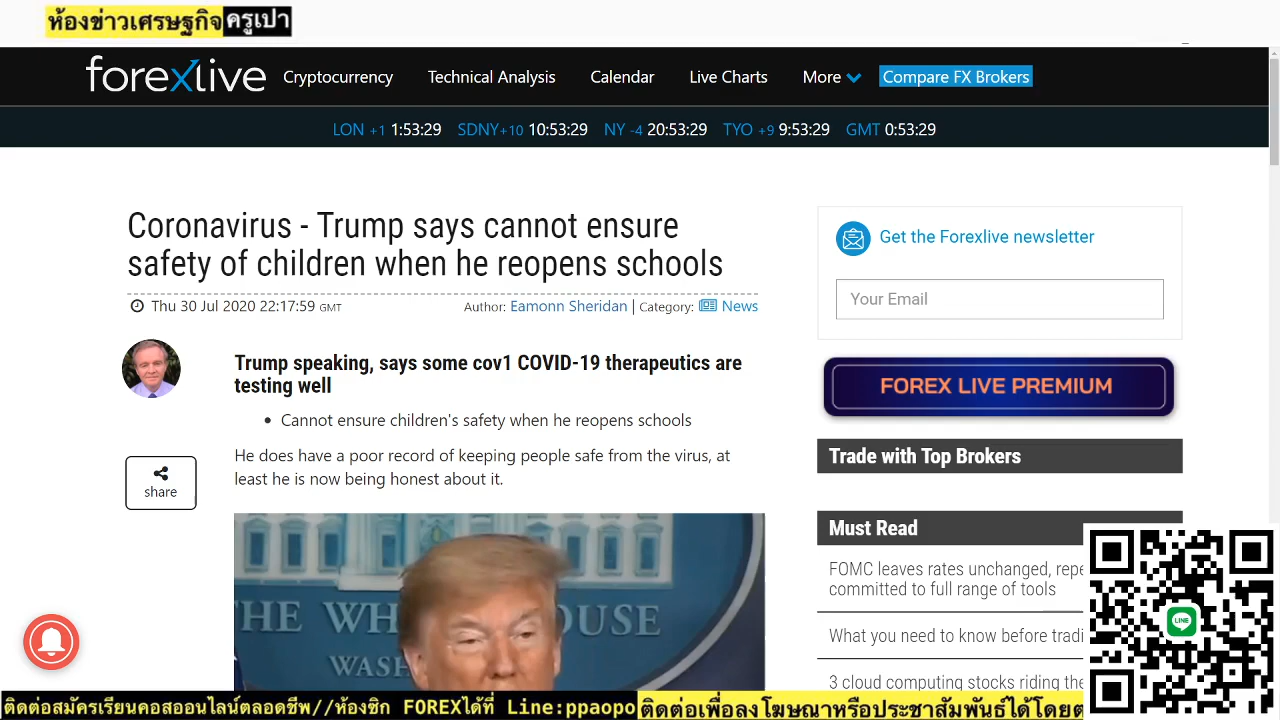 ห้องข่าวเศรษฐกิจครูเปา
forexlive Cryptocurrency Technical Analysis Calendar Live Charts More Compare FX Brokers
LON +1 1:53:29 SDNY+10 10:53:29 NY -4 20:53:29 TYO +9 9:53:29 GMT 0:53:29
Coronavirus - Trump says cannot ensure
safety of children when he reopens schools
Thu 30 Jul 2020 22:17:59 GMT Author: Eamonn Sheridan | Category: News
Trump speaking, says some cov1 COVID-19 therapeutics are
testing well
• Cannot ensure children's safety when he reopens schools
He does have a poor record of keeping people safe from the virus, at
least he is now being honest about it.
share
THE WH OUSE
WASH
Get the Forexlive newsletter
Your Email
FOREX LIVE PREMIUM
Trade with Top Brokers
Must Read
FOMC leaves rates unchanged, repe
committed to full range of tools
What you need to know before tradi
3 cloud computing stocks riding the
LINE
ติดต่อสมัครเรียนคอสออนไลน์ตลอดชีพ//ห้องซิก FOREXได้ที่ Line:ppaopo ติดต่อเพื่อลงโฆษณาหรือประชาสัมพันธ์ได้โดยต